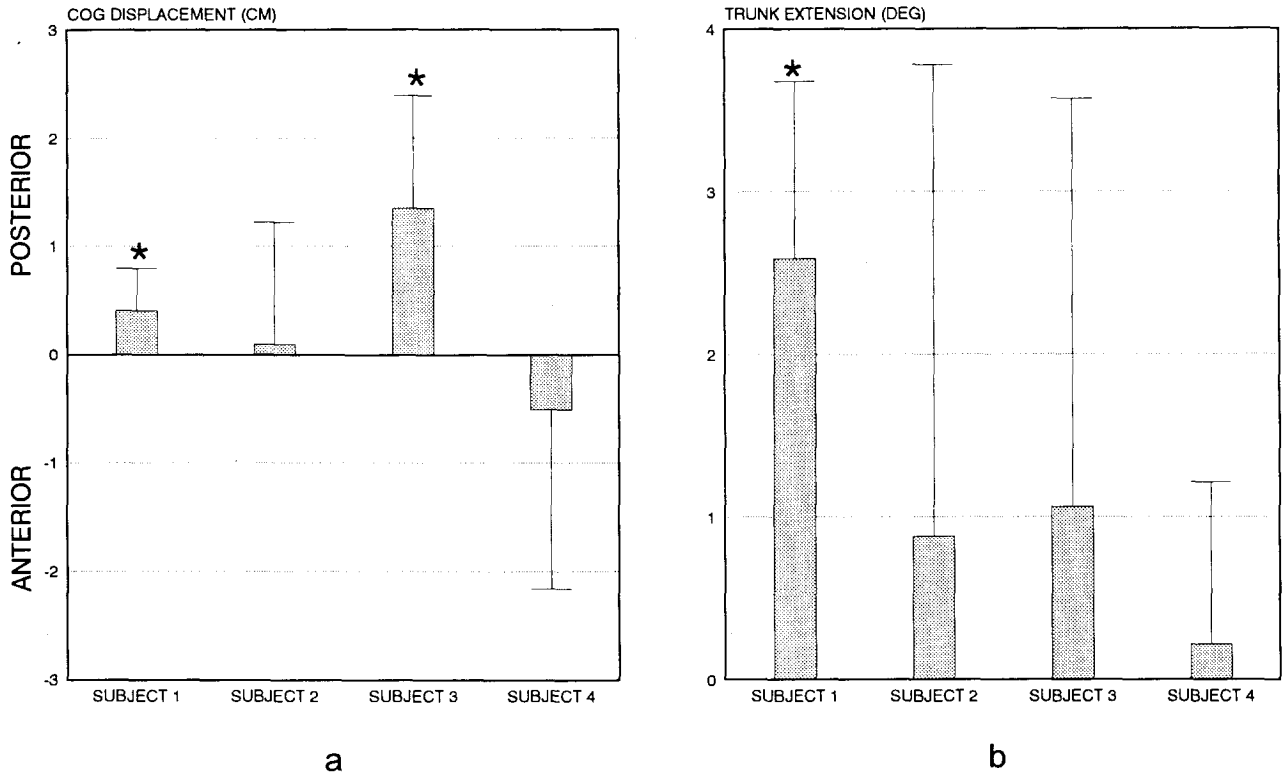 COG DISPLACEMENT (CM)
3
2
1
0
-1
-2
-3
POSTERIOR
ANTERIOR
*
*
SUBJECT 1 SUBJECT 2 SUBJECT 3 SUBJECT 4
a
TRUNK EXTENSION (DEG)
4
3
2
1
0
*
SUBJECT 1 SUBJECT 2 SUBJECT 3 SUBJECT 4
b